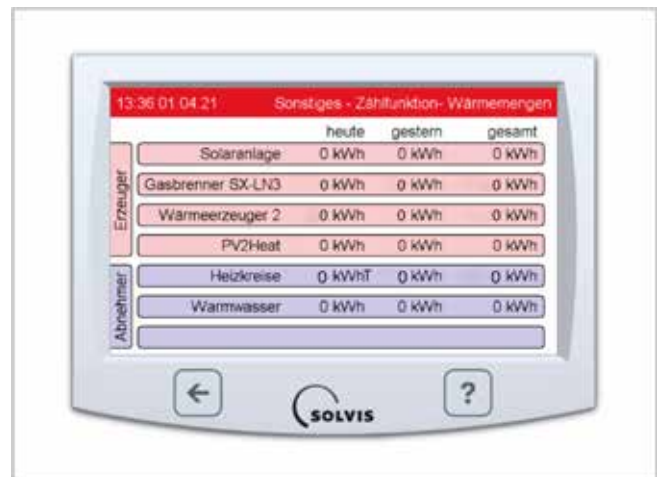 13:36 01.04.21 Sonstiges - Zählfunktion- Wärmemengen
heute gestern gesamt
Erzeuger
Solaranlage 0 kWh 0 kWh 0 kWh
Gasbrenner SX-LN3 0 kWh 0 kWh 0 kWh
Wärmeerzeuger 2 0 kWh 0 kWh 0 kWh
PV2Heat 0 kWh 0 kWh 0 kWh
Abnehmer
Heizkreise 0 kWhT 0 kWh 0 kWh
Warmwasser 0 kWh 0 kWh 0 kWh
SOLVIS
?